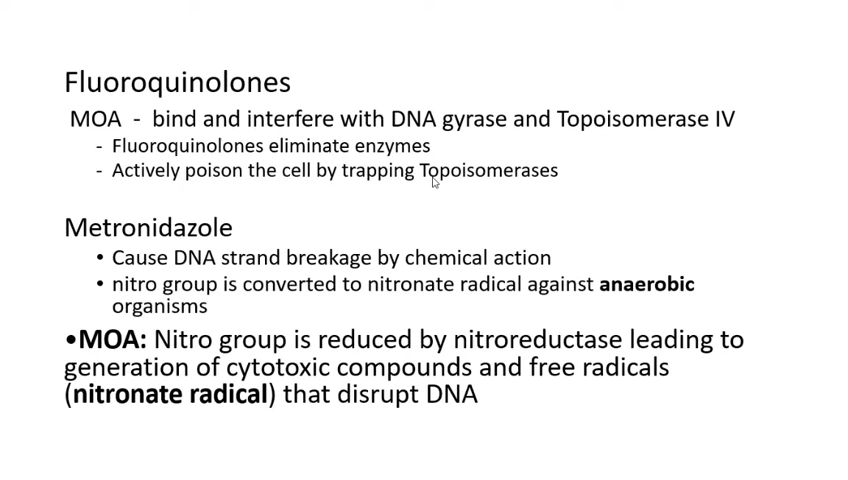 Fluoroquinolones
MOA - bind and interfere with DNA gyrase and Topoisomerase IV
- Fluoroquinolones eliminate enzymes
- Actively poison the cell by trapping Topoisomerases
Metronidazole
• Cause DNA strand breakage by chemical action
• nitro group is converted to nitronate radical against anaerobic
organisms
•MOA: Nitro group is reduced by nitroreductase leading to
generation of cytotoxic compounds and free radicals
(nitronate radical) that disrupt DNA